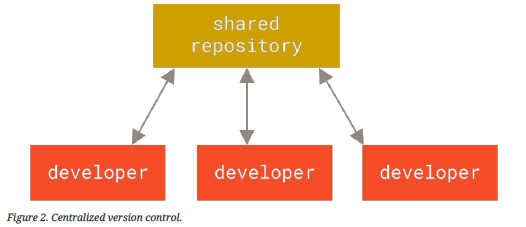 shared
repository
developer
developer
developer
Figure 2. Centralized version control.